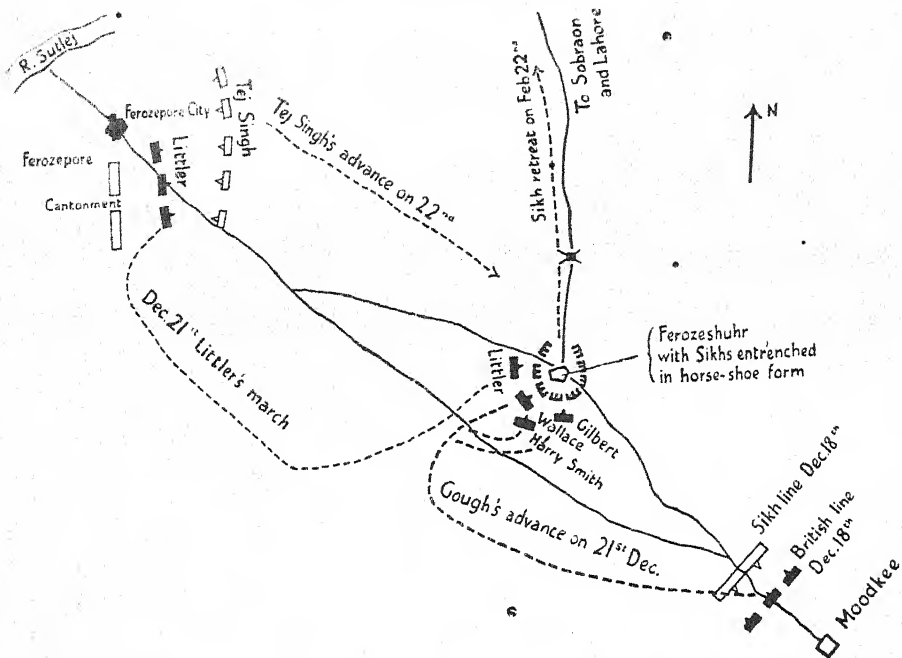 R. Sutlej
Ferozepore City
Tej Singh
Littler
Ferozepore
Cantonment
Tej Singh's advance on 22nd
Sikh retreat on Feb 22nd
To Sobraon
and Lahore
N
Dec. 21st Littler's march
Littler
Wallace
Harry Smith
Gilbert
Ferozeshuhr
with Sikhs entrenched
in horse-shoe form
Gough's advance on 21st Dec.
Sikh line Dec. 18th
British line
Dec. 18th
Moodkee